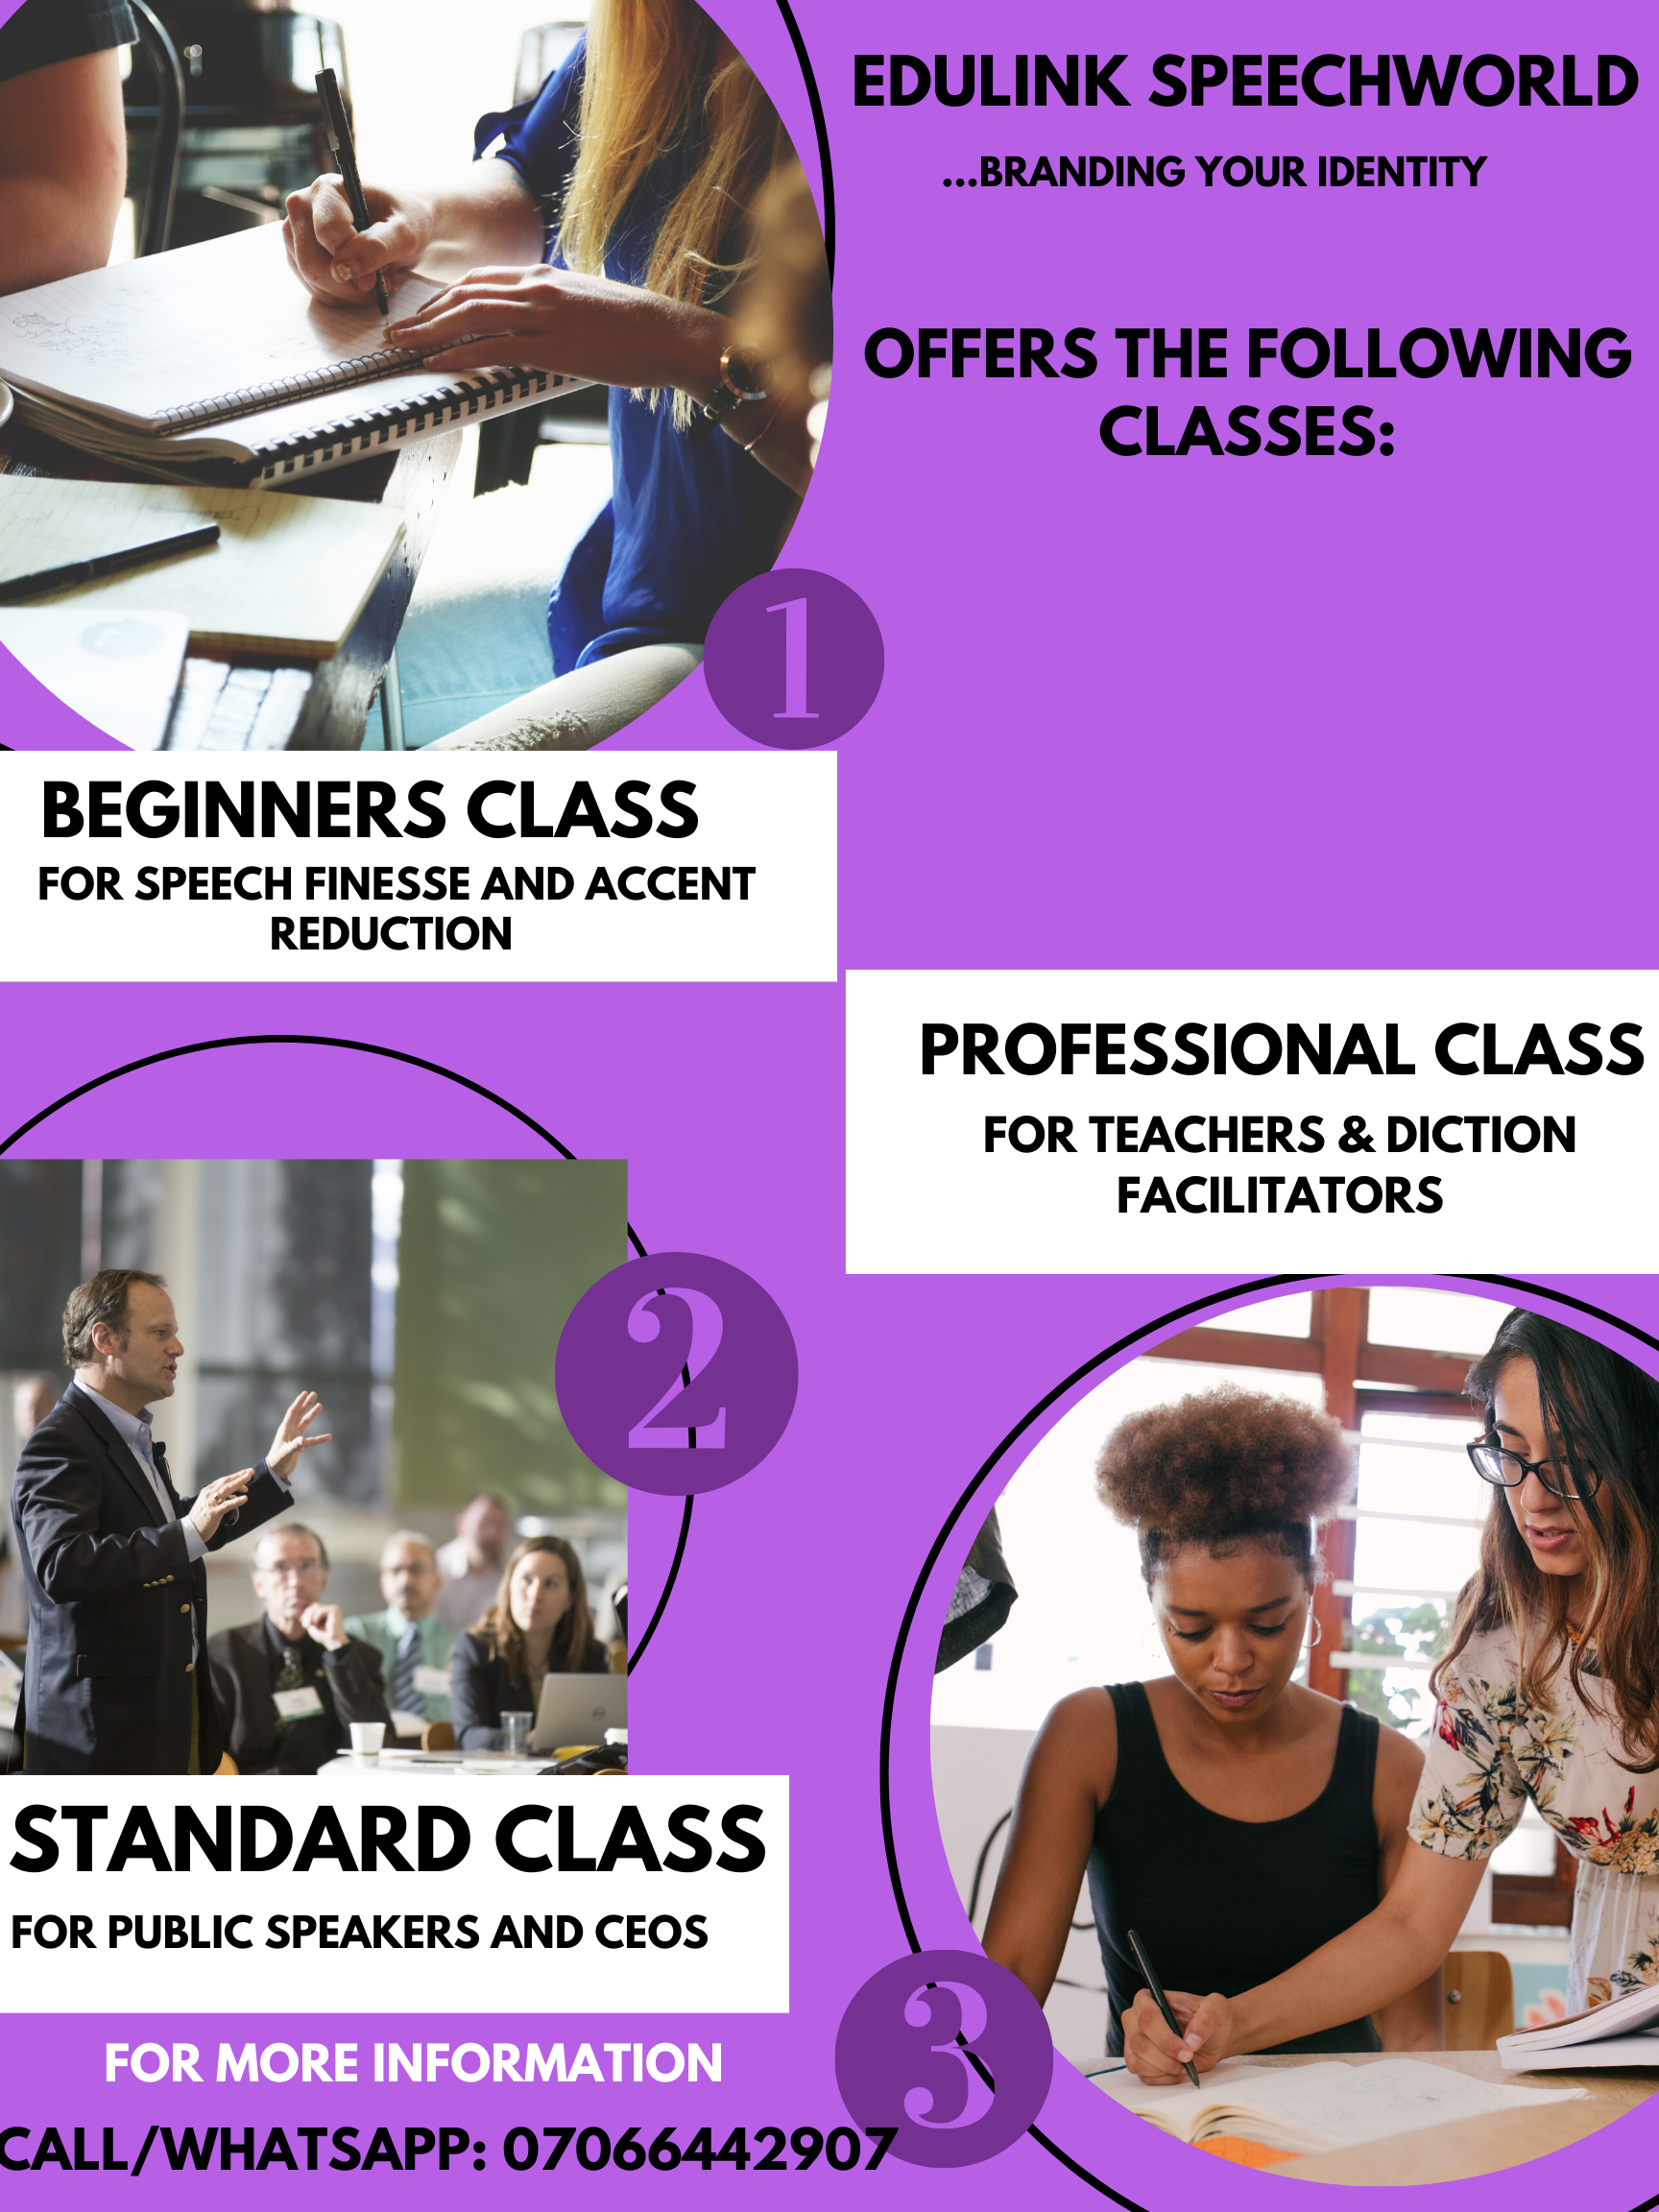 EDULINK SPEECHWORLD
...BRANDING YOUR IDENTITY
OFFERS THE FOLLOWING
CLASSES:
1
BEGINNERS CLASS
FOR SPEECH FINESSE AND ACCENT
REDUCTION
2
STANDARD CLASS
FOR PUBLIC SPEAKERS AND CEOS
PROFESSIONAL CLASS
FOR TEACHERS & DICTION
FACILITATORS
3
FOR MORE INFORMATION
CALL/WHATSAPP: 07066442907